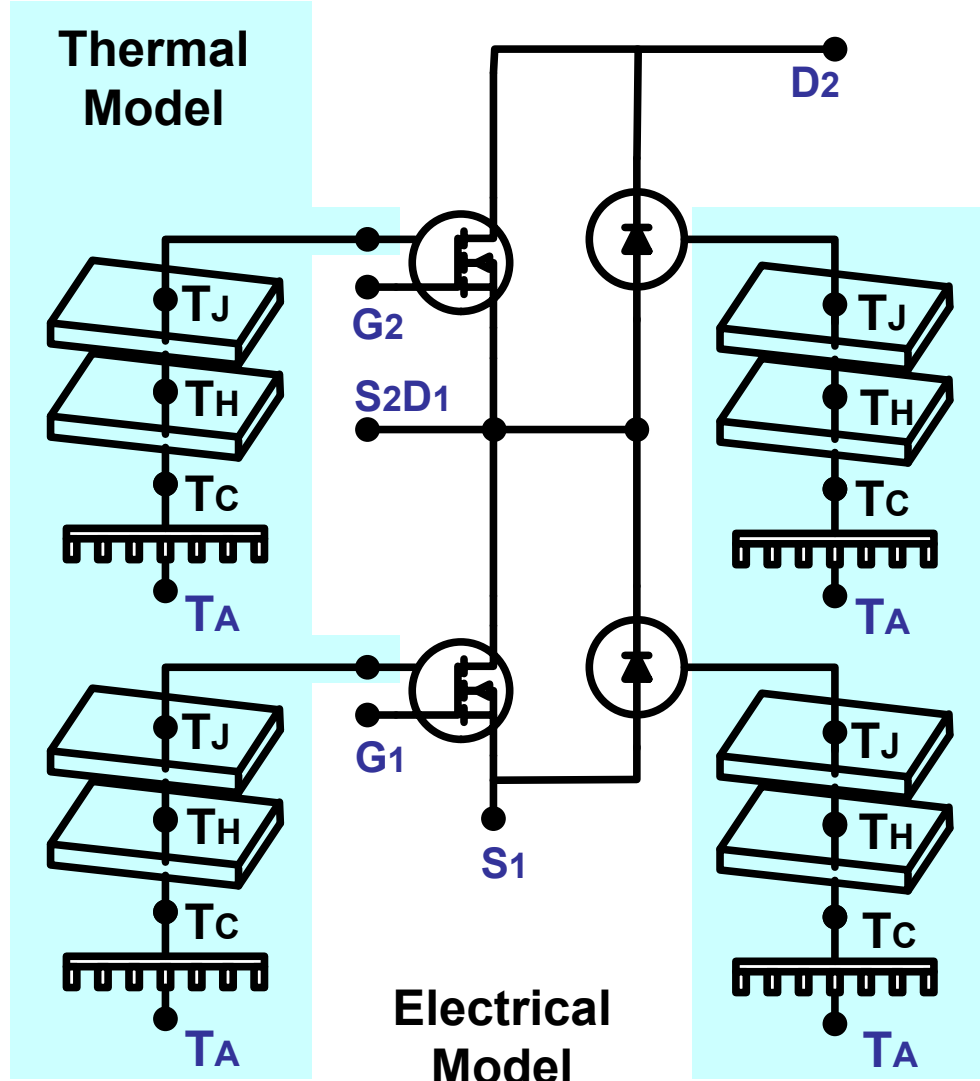 Thermal
Model
D2
TJ
G2
TJ
TH
S2D1
TH
TC
TC
TA
TA
TJ
G1
TJ
TH
S1
TH
TC
TC
TA
Electrical
Model
TA